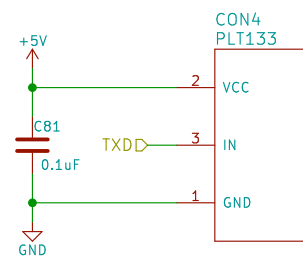 CON4
PLT133
+5V
2
VCC
C81
0.1uF
TXD
3
IN
1
GND
GND